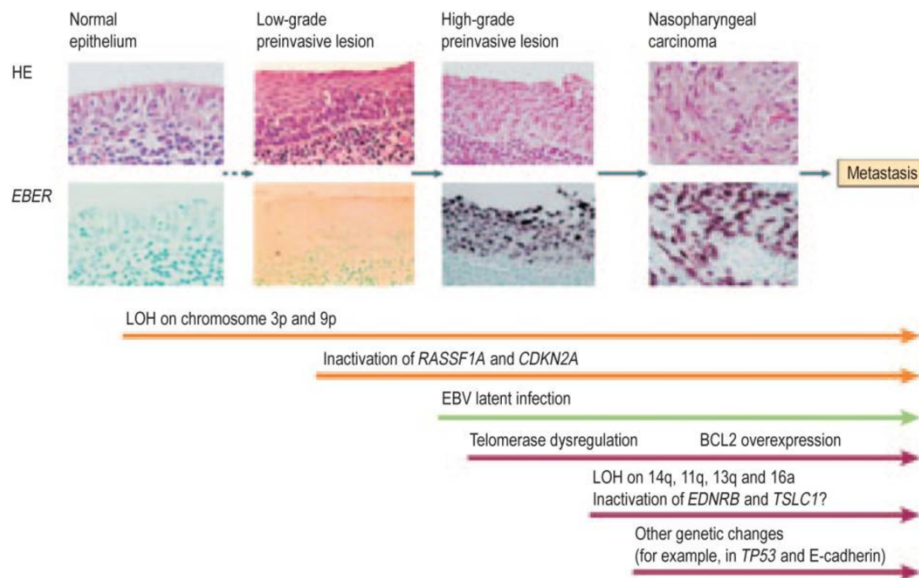 Normal
epithelium
Low-grade
preinvasive lesion
High-grade
preinvasive lesion
Nasopharyngeal
carcinoma
HE
EBER
Metastasis
LOH on chromosome 3p and 9p
Inactivation of RASSF1A and CDKN2A
EBV latent infection
Telomerase dysregulation
BCL2 overexpression
LOH on 14q, 11q, 13q and 16a
Inactivation of EDNRB and TSLC1?
Other genetic changes
(for example, in TP53 and E-cadherin)